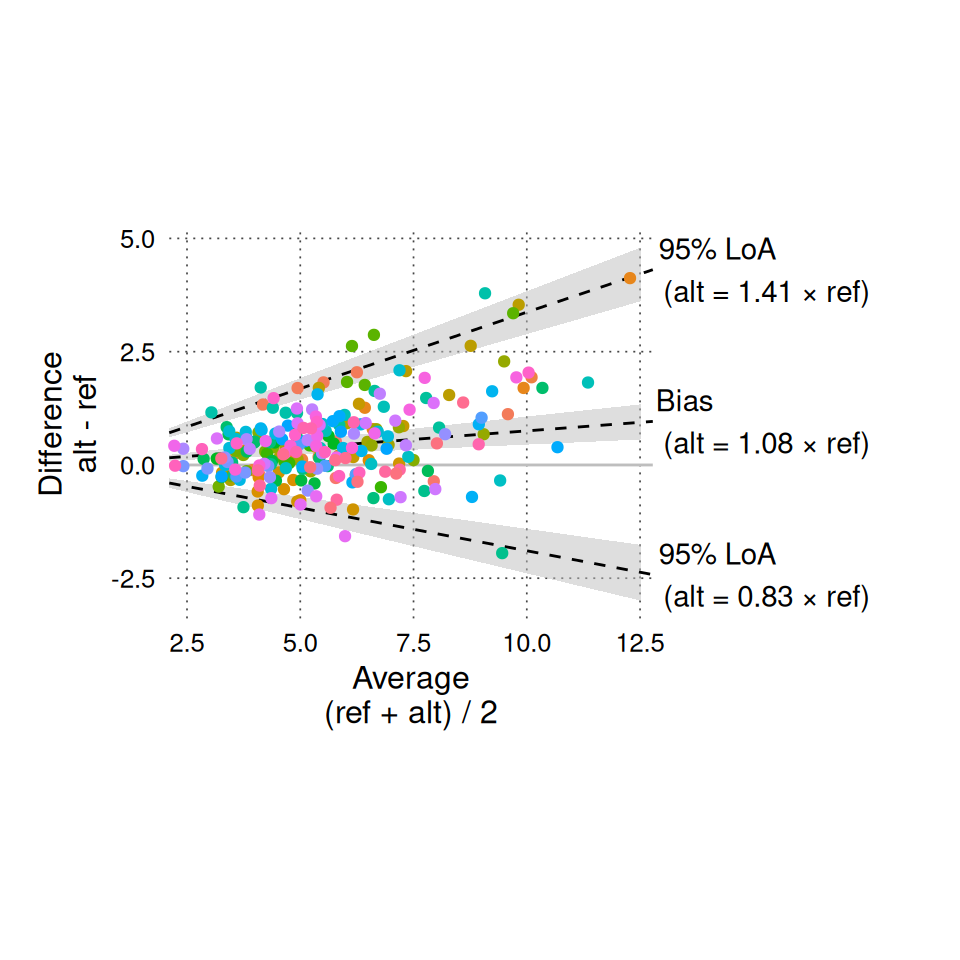 5.0
2.5
0.0
-2.5
Difference
alt - ref
2.5
5.0
7.5
10.0
12.5
Average
(ref + alt) / 2
95% LoA
(alt = 1.41 × ref)
Bias
(alt = 1.08 × ref)
95% LoA
(alt = 0.83 × ref)